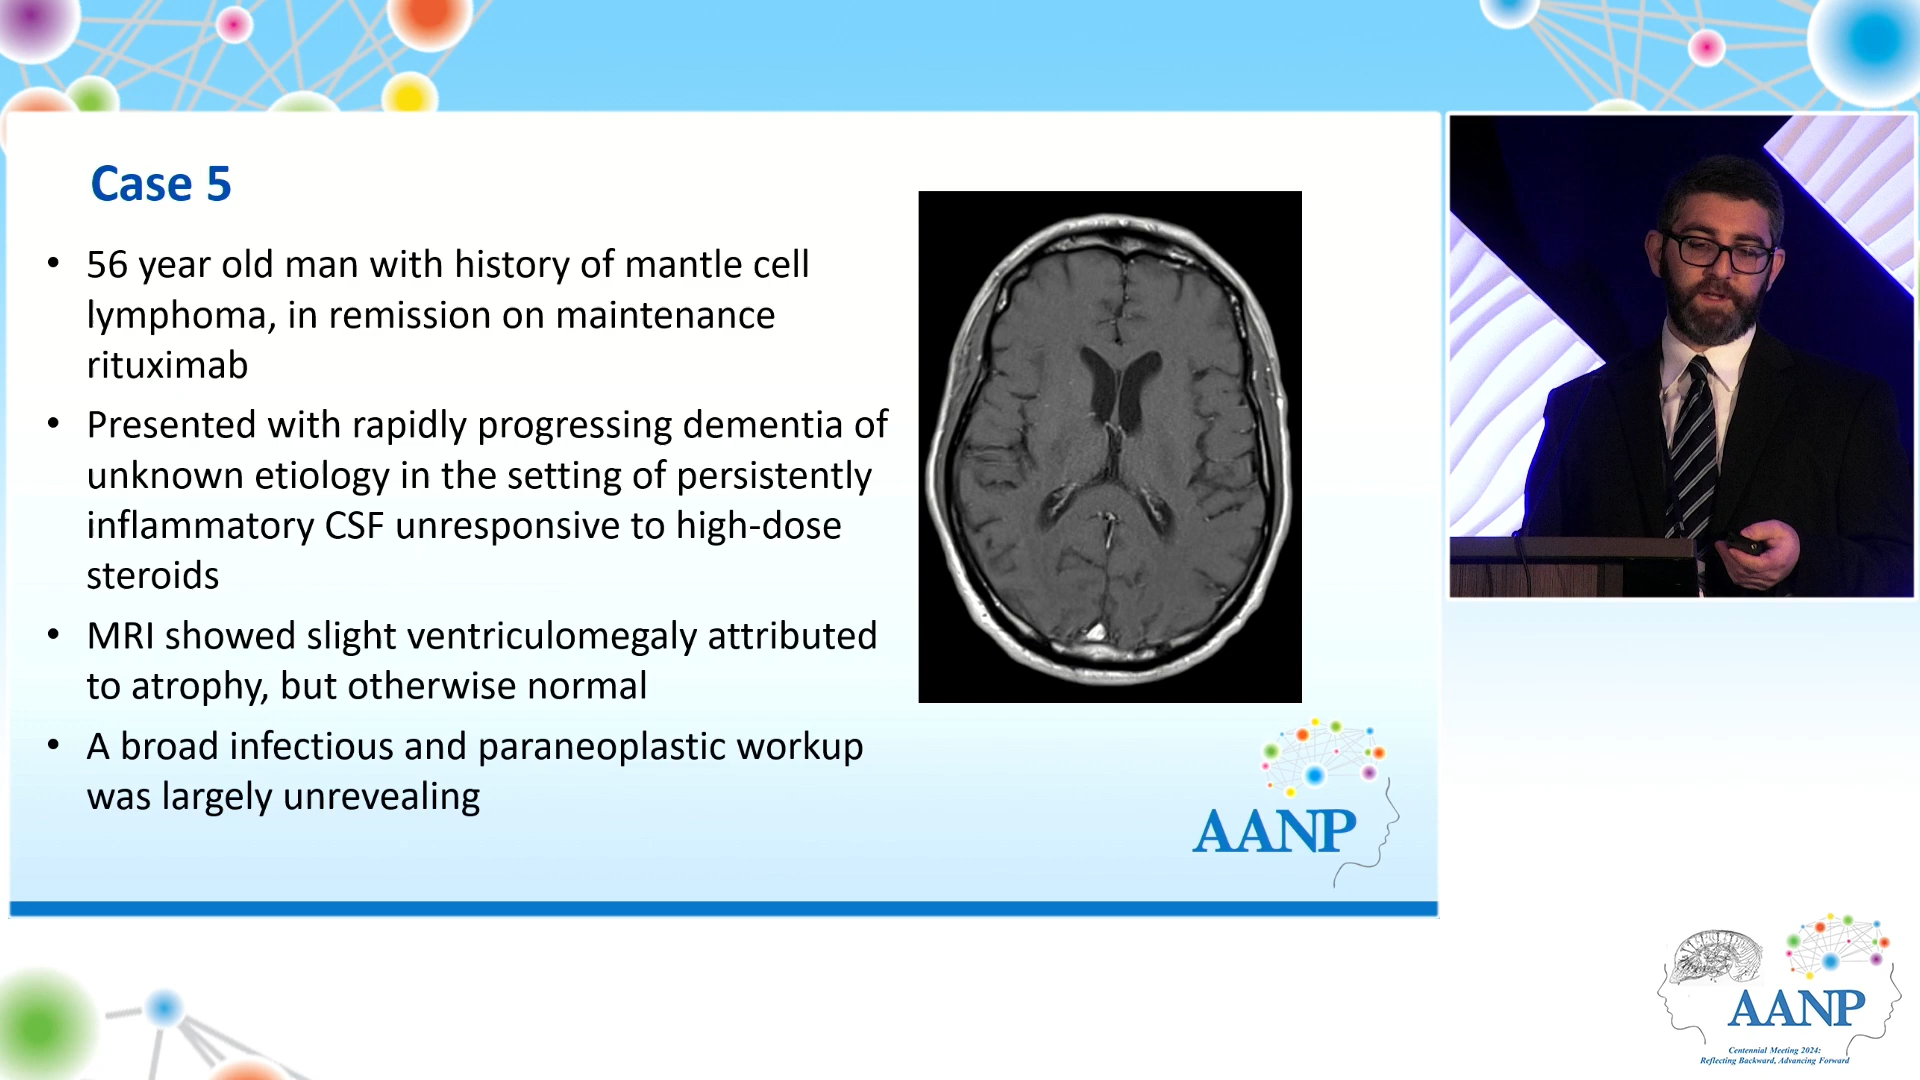 Case 5
• 56 year old man with history of mantle cell
lymphoma, in remission on maintenance
rituximab
• Presented with rapidly progressing dementia of
unknown etiology in the setting of persistently
inflammatory CSF unresponsive to high-dose
steroids
• MRI showed slight ventriculomegaly attributed
to atrophy, but otherwise normal
• A broad infectious and paraneoplastic workup
was largely unrevealing
AANP
AANP
Centennial Meeting 2024:
Reflecting Backward, Advancing Forward